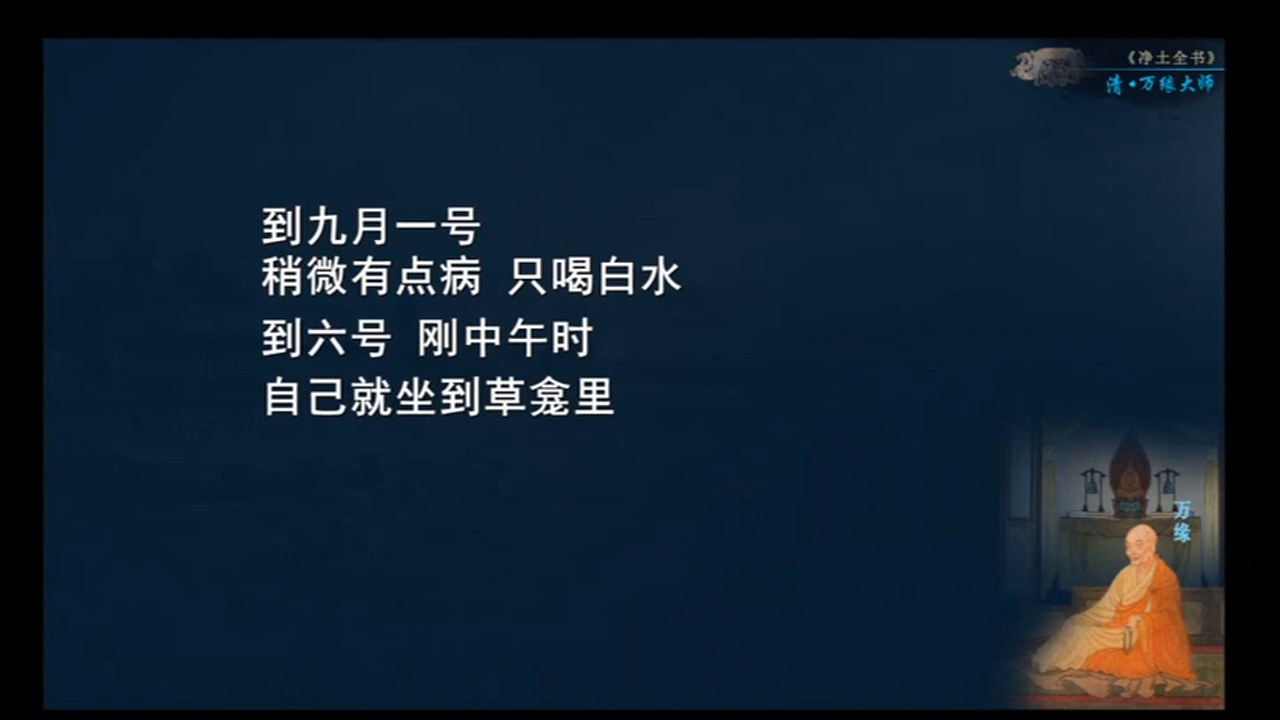 《净土全书》
清·万缘大师
到九月一号
稍微有点病 只喝白水
到六号 刚中午时
自己就坐到草龛里
万缘